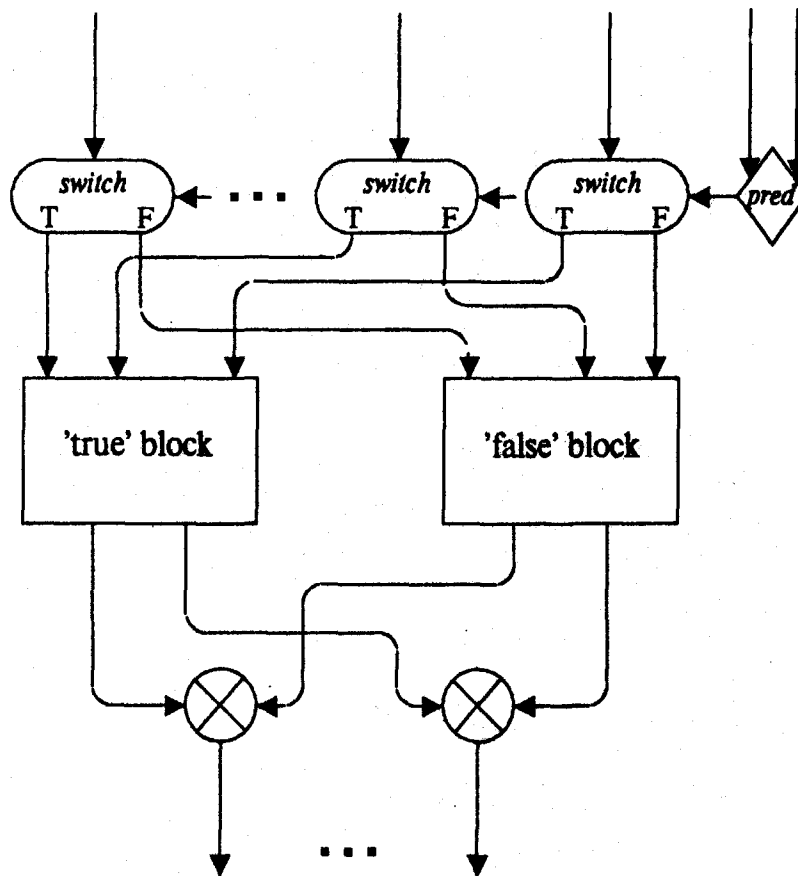 switch
T F
...
switch
T F
switch
T F
pred
'true' block
'false' block
...